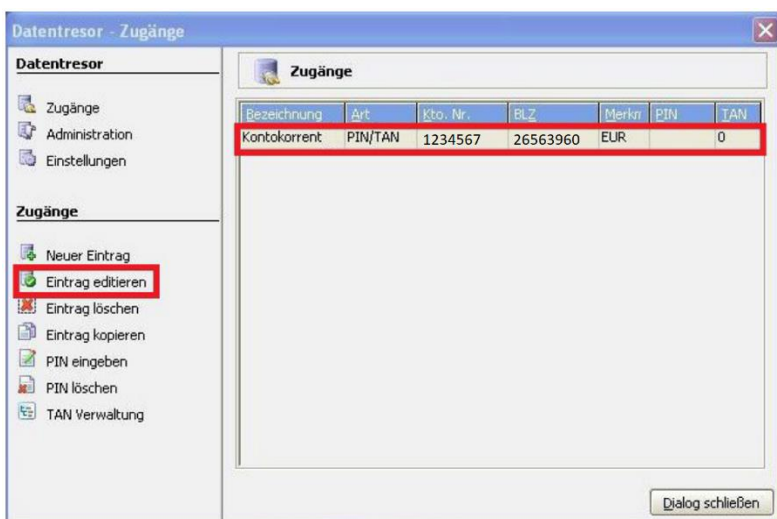 Datentresor - Zugänge
Datentresor
Zugänge
Administration
Einstellungen
Zugänge
Neuer Eintrag
Eintrag editieren
Eintrag löschen
Eintrag kopieren
PIN eingeben
PIN löschen
TAN Verwaltung
Zugänge
Bezeichnung Art Kto. Nr. BLZ Merkm PIN TAN
Kontokorrent PIN/TAN 1234567 26563960 EUR 0
Dialog schließen